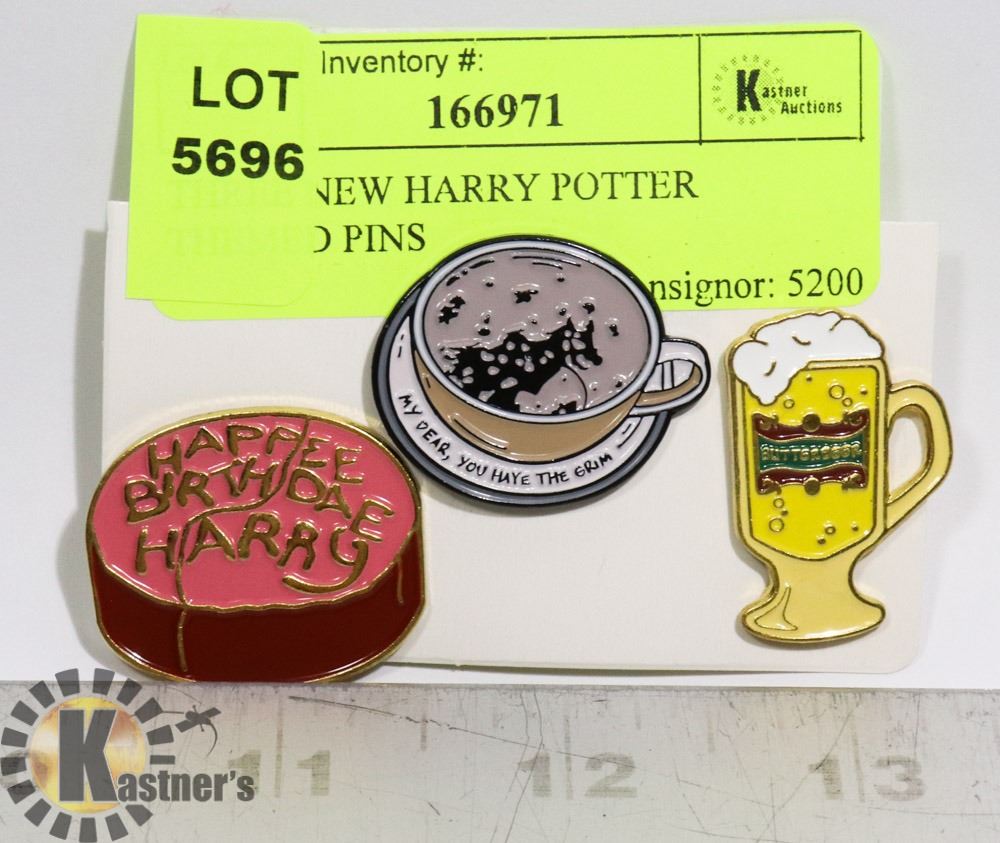 LOT
5696
Inventory #:
166971
Kastner
Auctions
NEW HARRY POTTER
D PINS
nsignor: 5200
MY DEAR, YOU HAVE THE GRIM
HAPPEE
BIRTHDAE
HARRY
BUTTERBEER
11
12
13
Kastner's